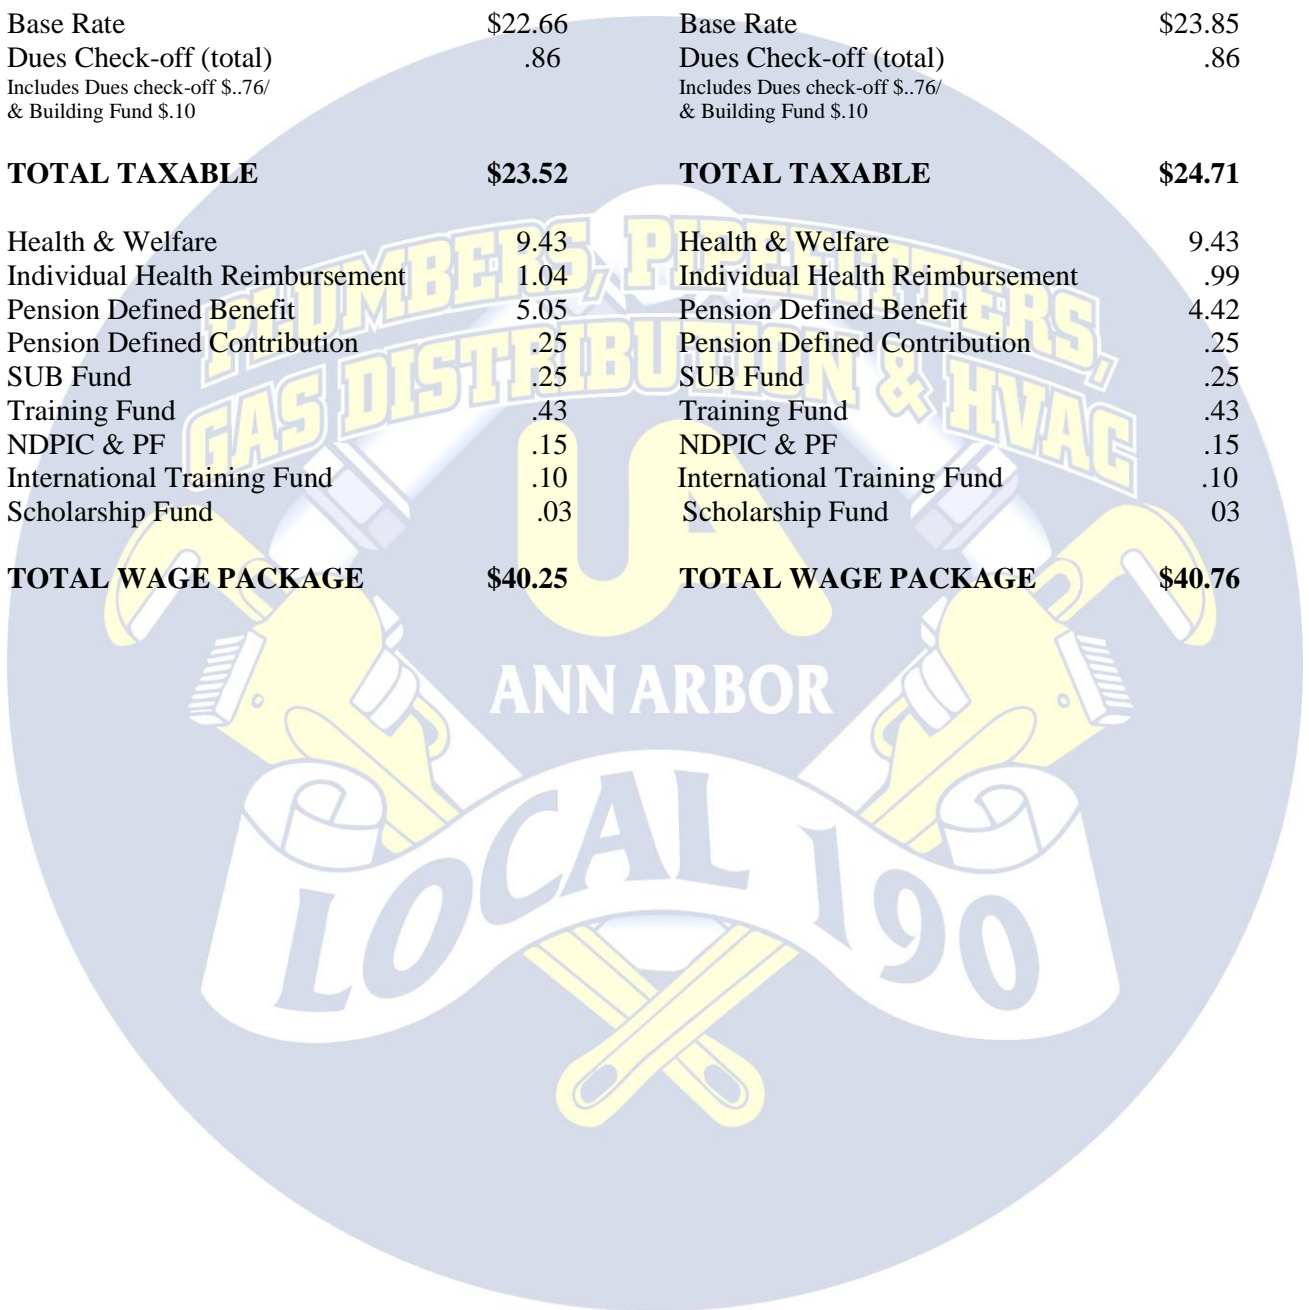 Base Rate $22.66 Base Rate $23.85
Dues Check-off (total) .86 Dues Check-off (total) .86
Includes Dues check-off $..76/ Includes Dues check-off $..76/
& Building Fund $.10 & Building Fund $.10
TOTAL TAXABLE $23.52 TOTAL TAXABLE $24.71
Health & Welfare 9.43 Health & Welfare 9.43
Individual Health Reimbursement 1.04 Individual Health Reimbursement .99
Pension Defined Benefit 5.05 Pension Defined Benefit 4.42
Pension Defined Contribution .25 Pension Defined Contribution .25
SUB Fund .25 SUB Fund .25
Training Fund .43 Training Fund .43
NDPIC & PF .15 NDPIC & PF .15
International Training Fund .10 International Training Fund .10
Scholarship Fund .03 Scholarship Fund 03
TOTAL WAGE PACKAGE $40.25 TOTAL WAGE PACKAGE $40.76
PLUMBERS, PIPEFITTERS,
GAS DISTRIBUTION & HVAC
UA
ANN ARBOR
LOCAL 190